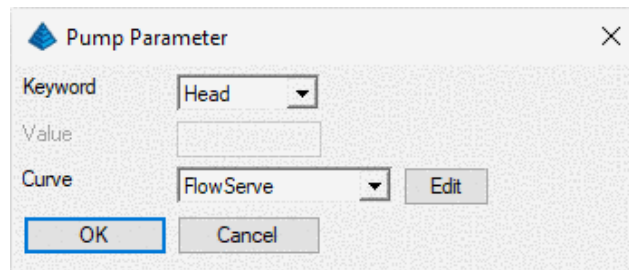 Pump Parameter
Keyword Head
Value
Curve FlowServe Edit
OK Cancel